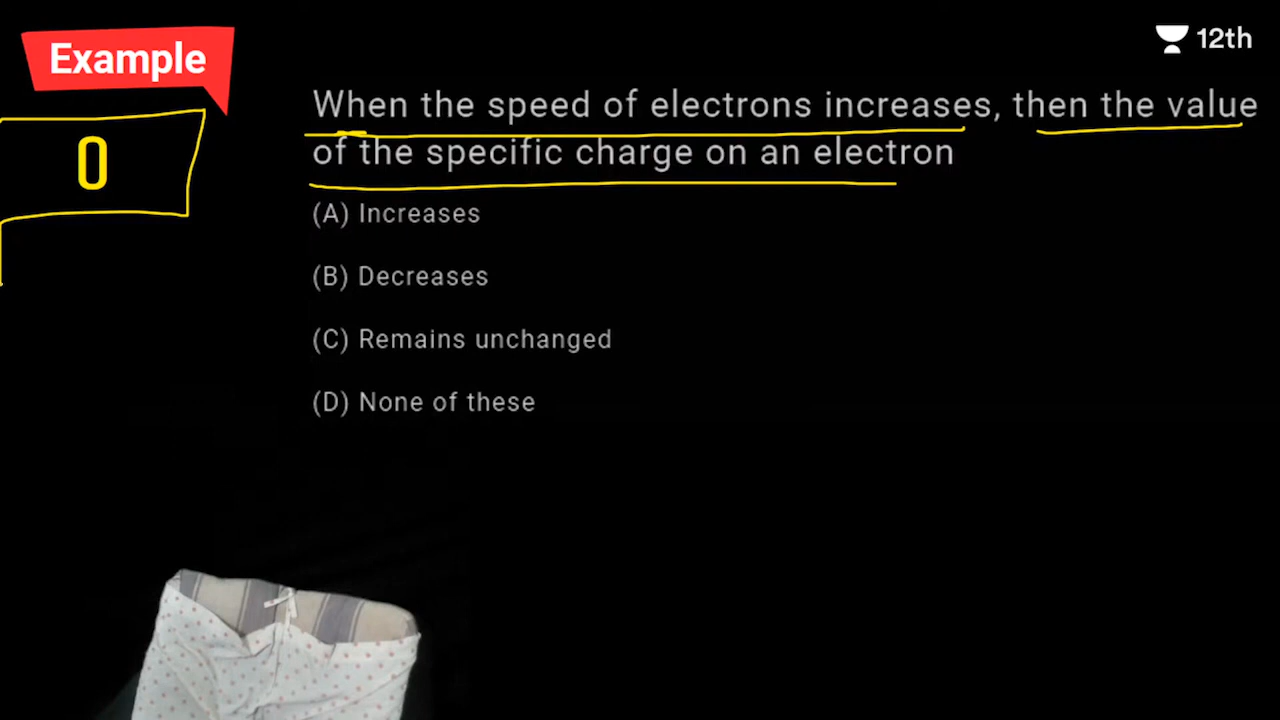 Example
12th
0
When the speed of electrons increases, then the value
of the specific charge on an electron
(A) Increases
(B) Decreases
(C) Remains unchanged
(D) None of these